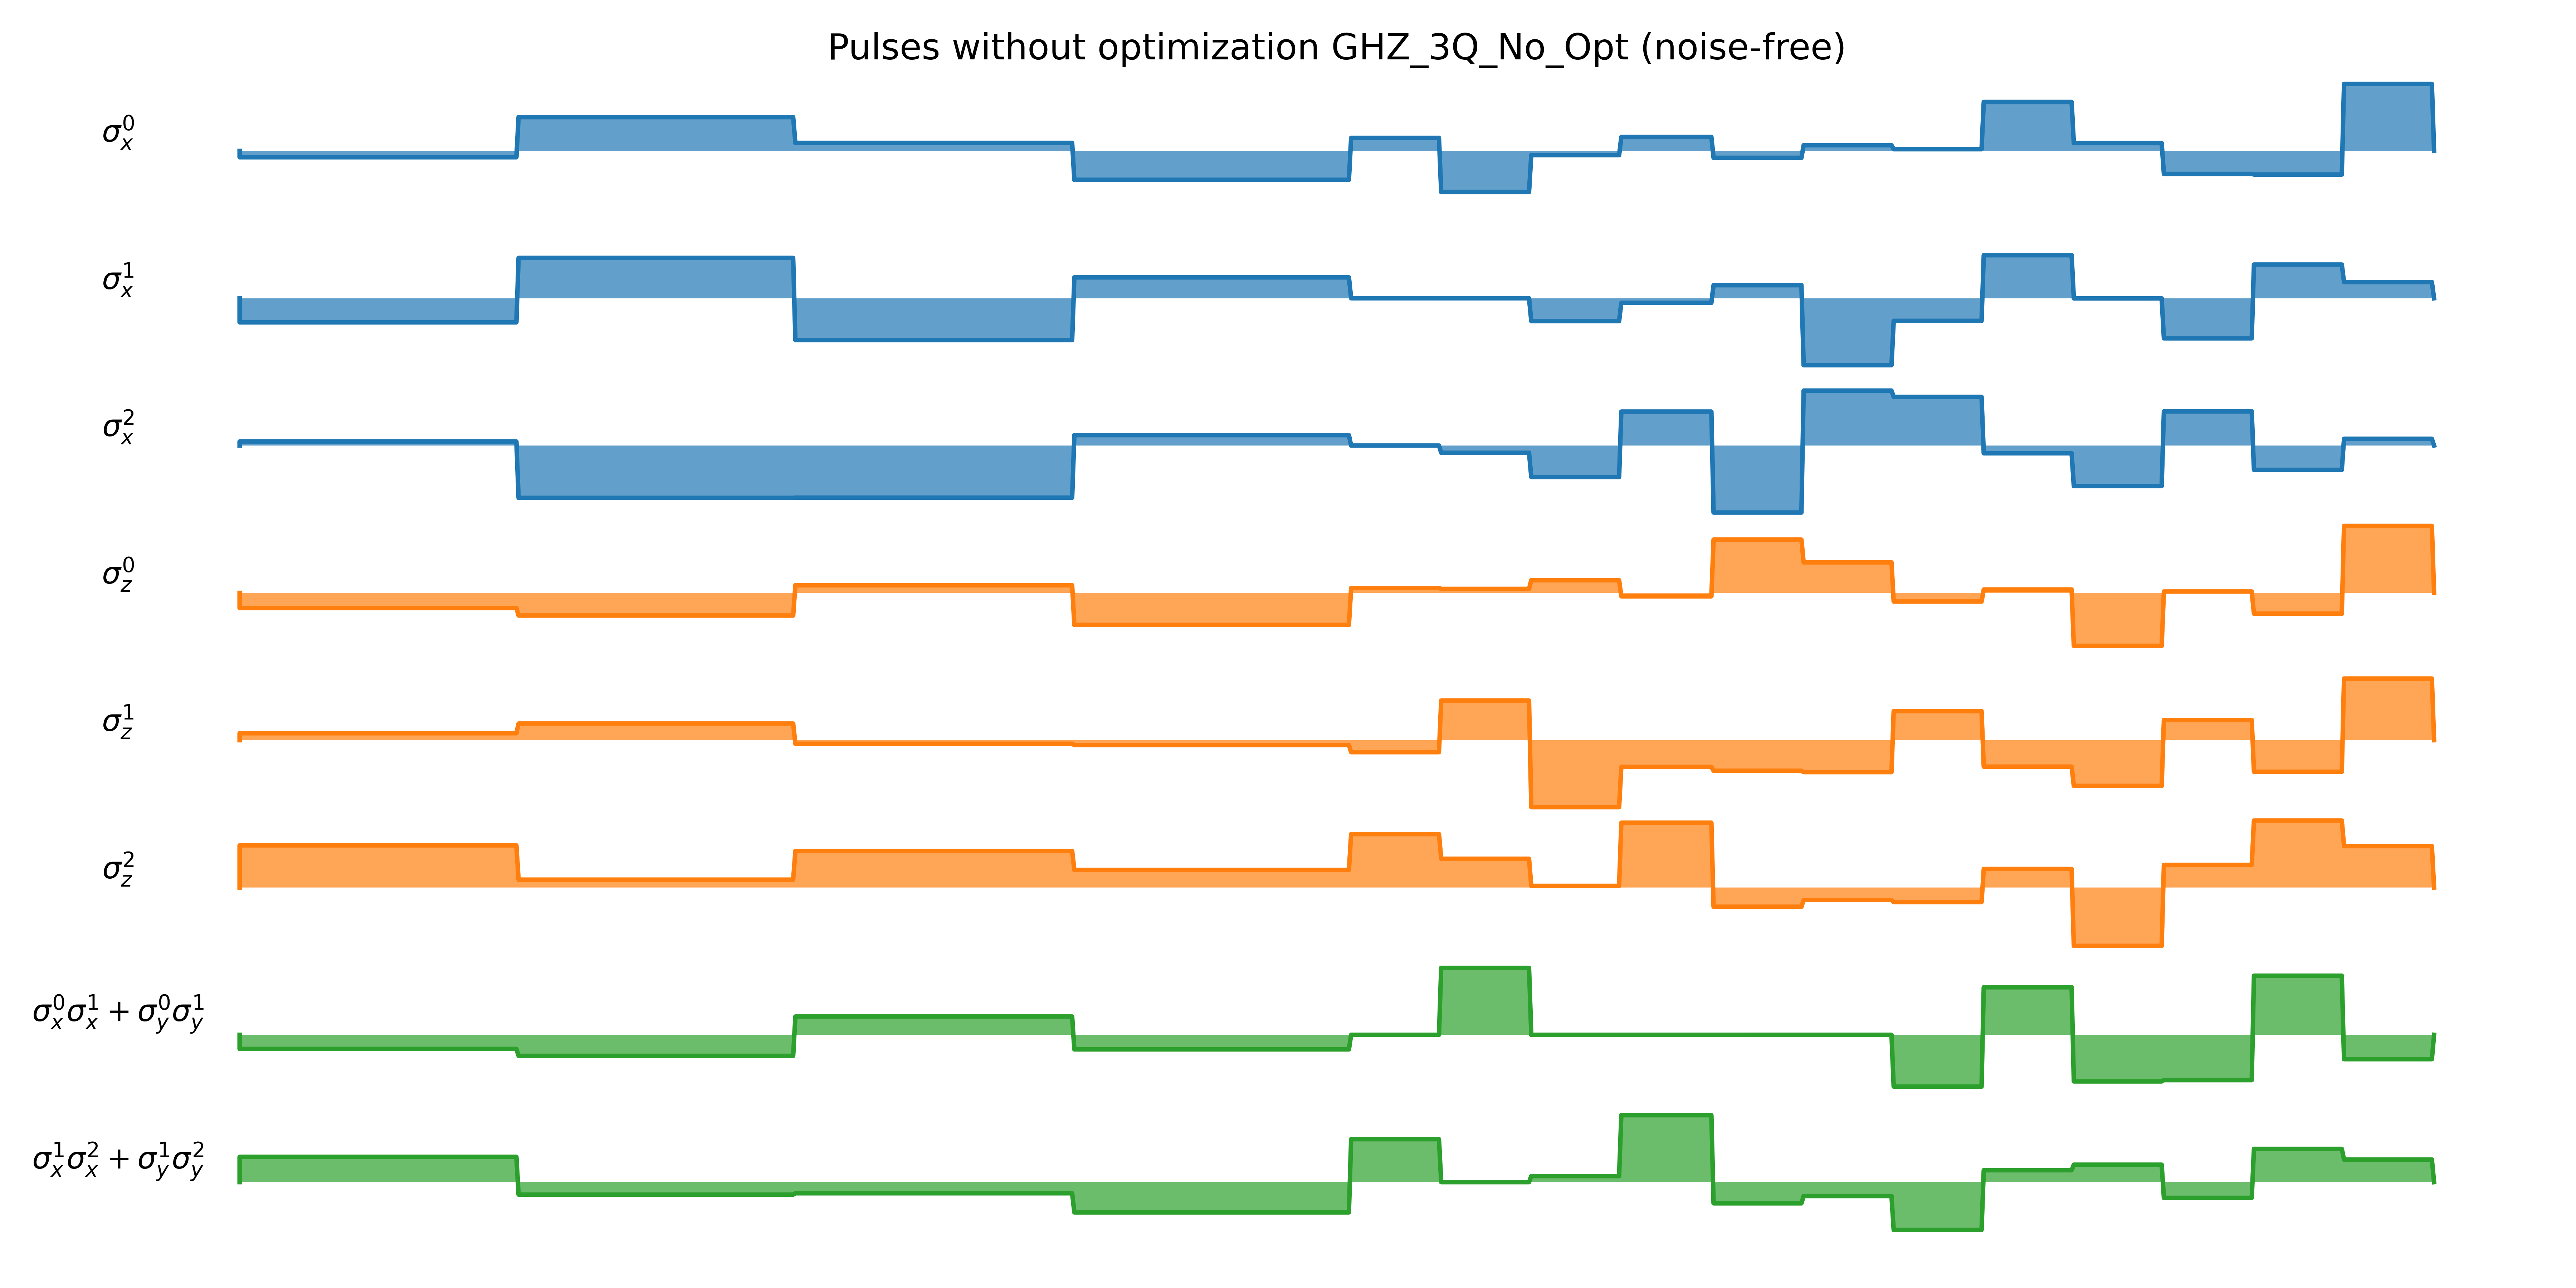 Pulses without optimization GHZ_3Q_No_Opt (noise-free)
σ_x^0
σ_x^1
σ_x^2
σ_z^0
σ_z^1
σ_z^2
σ_x^0σ_x^1 + σ_y^0σ_y^1
σ_x^1σ_x^2 + σ_y^1σ_y^2